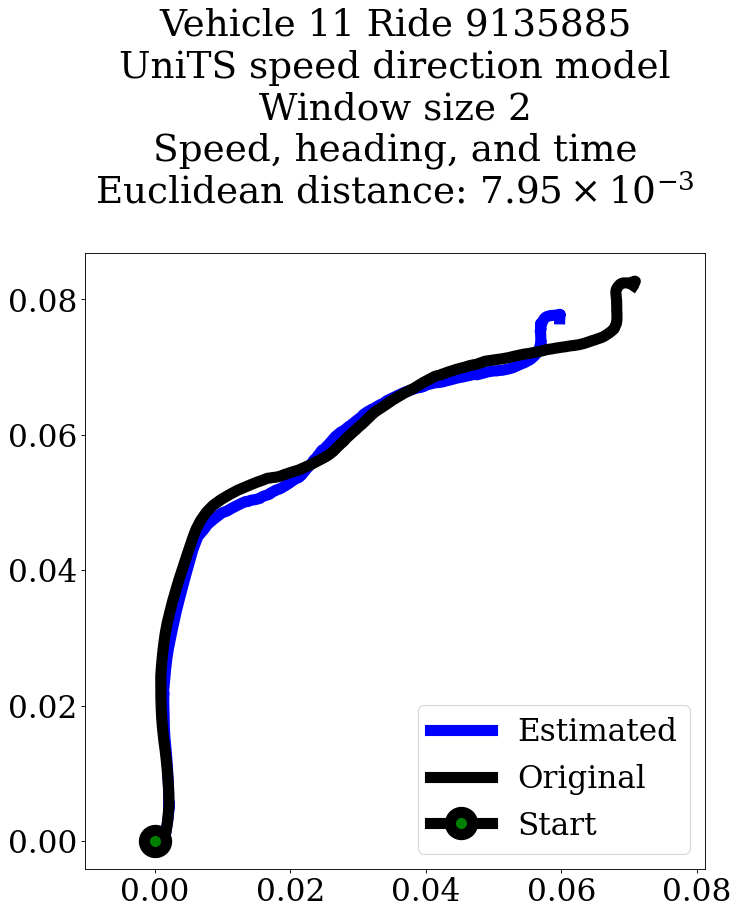 Vehicle 11 Ride 9135885
UniTS speed direction model
Window size 2
Speed, heading, and time
Euclidean distance: $7.95 \times 10^{-3}$
0.08
0.06
0.04
0.02
0.00
Estimated
Original
Start
0.00 0.02 0.04 0.06 0.08